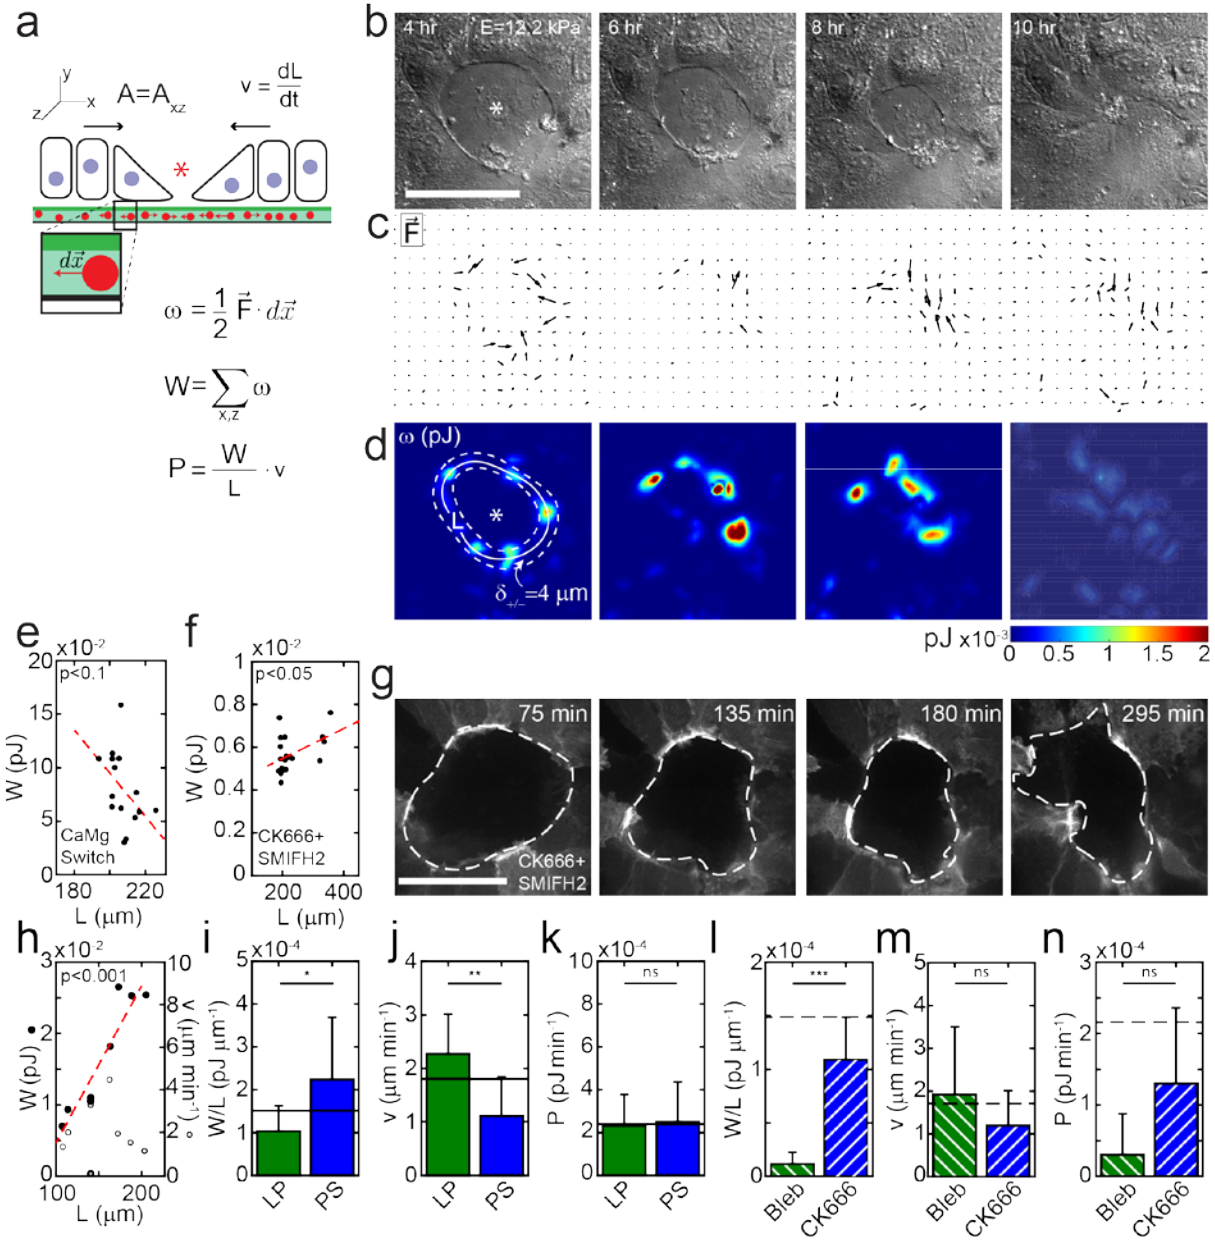 a
y
x
z
A=A_xz
v = dL/dt
*
dx⃗
ω = 1/2 F⃗ · dx⃗
W = ∑ ω
x,z
P = W/L · v
b
4 hr
E=12.2 kPa
6 hr
8 hr
10 hr
*
c
F⃗
d
ω (pJ)
L
*
δ+/−=4 μm
pJ x10⁻³
0 0.5 1 1.5 2
e
x10⁻²
p<0.1
20
15
10
5
0
W (pJ)
CaMg
Switch
180 220
L (μm)
f
x10⁻²
p<0.05
1
0.8
0.6
0.4
0.2
0
W (pJ)
CK666+
SMIFH2
200 400
L (μm)
g
75 min
135 min
180 min
295 min
CK666+
SMIFH2
h
x10⁻²
p<0.001
3
2
1
0
W (pJ)
10
8
6
4
2
0
v (μm min⁻¹)
100 150 200
L (μm)
i
x10⁻⁴
*
5
4
3
2
1
0
W/L (pJ μm⁻¹)
LP PS
j
**
4
3
2
1
0
v (μm min⁻¹)
LP PS
k
x10⁻⁴
ns
10
8
6
4
2
0
P (pJ min⁻¹)
LP PS
l
x10⁻⁴
***
2
1
0
W/L (pJ μm⁻¹)
Bleb CK666
m
ns
5
4
3
2
1
0
v (μm min⁻¹)
Bleb CK666
n
x10⁻⁴
ns
3
2
1
0
P (pJ min⁻¹)
Bleb CK666